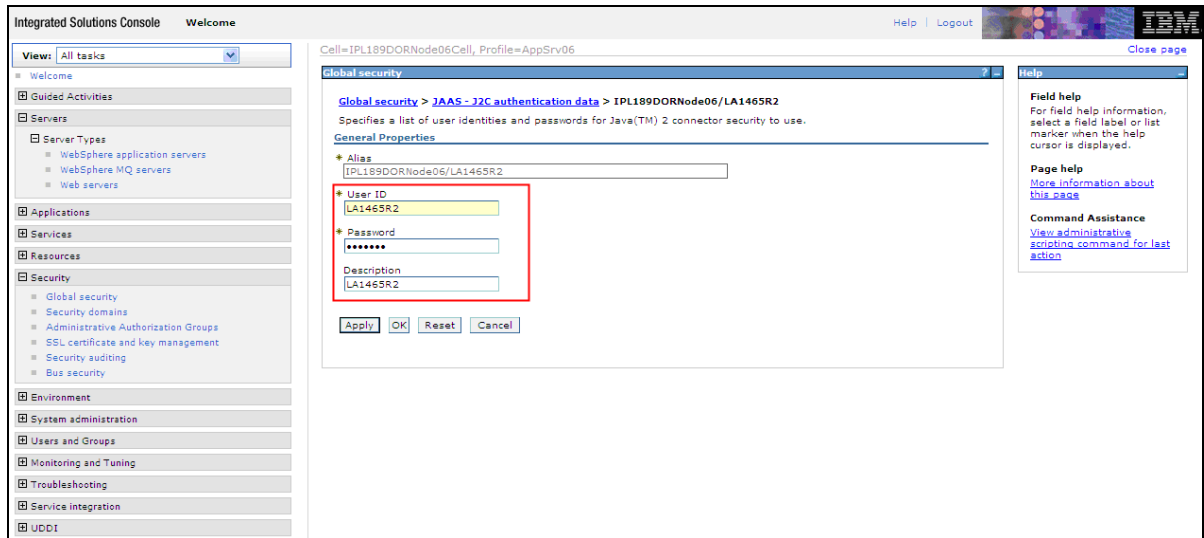 Integrated Solutions Console Welcome Help | Logout IBM
View: All tasks
Welcome
Guided Activities
Servers
Server Types
WebSphere application servers
WebSphere MQ servers
Web servers
Applications
Services
Resources
Security
Global security
Security domains
Administrative Authorization Groups
SSL certificate and key management
Security auditing
Bus security
Environment
System administration
Users and Groups
Monitoring and Tuning
Troubleshooting
Service integration
UDDI
Cell=IPL189DORNode06Cell, Profile=AppSrv06
Close page
Global security ? -
Global security > JAAS - J2C authentication data > IPL189DORNode06/LA1465R2
Specifies a list of user identities and passwords for Java(TM) 2 connector security to use.
General Properties
* Alias
IPL189DORNode06/LA1465R2
* User ID
LA1465R2
* Password
•••••••
Description
LA1465R2
Apply OK Reset Cancel
Help -
Field help
For field help information,
select a field label or list
marker when the help
cursor is displayed.
Page help
More information about
this page
Command Assistance
View administrative
scripting command for last
action